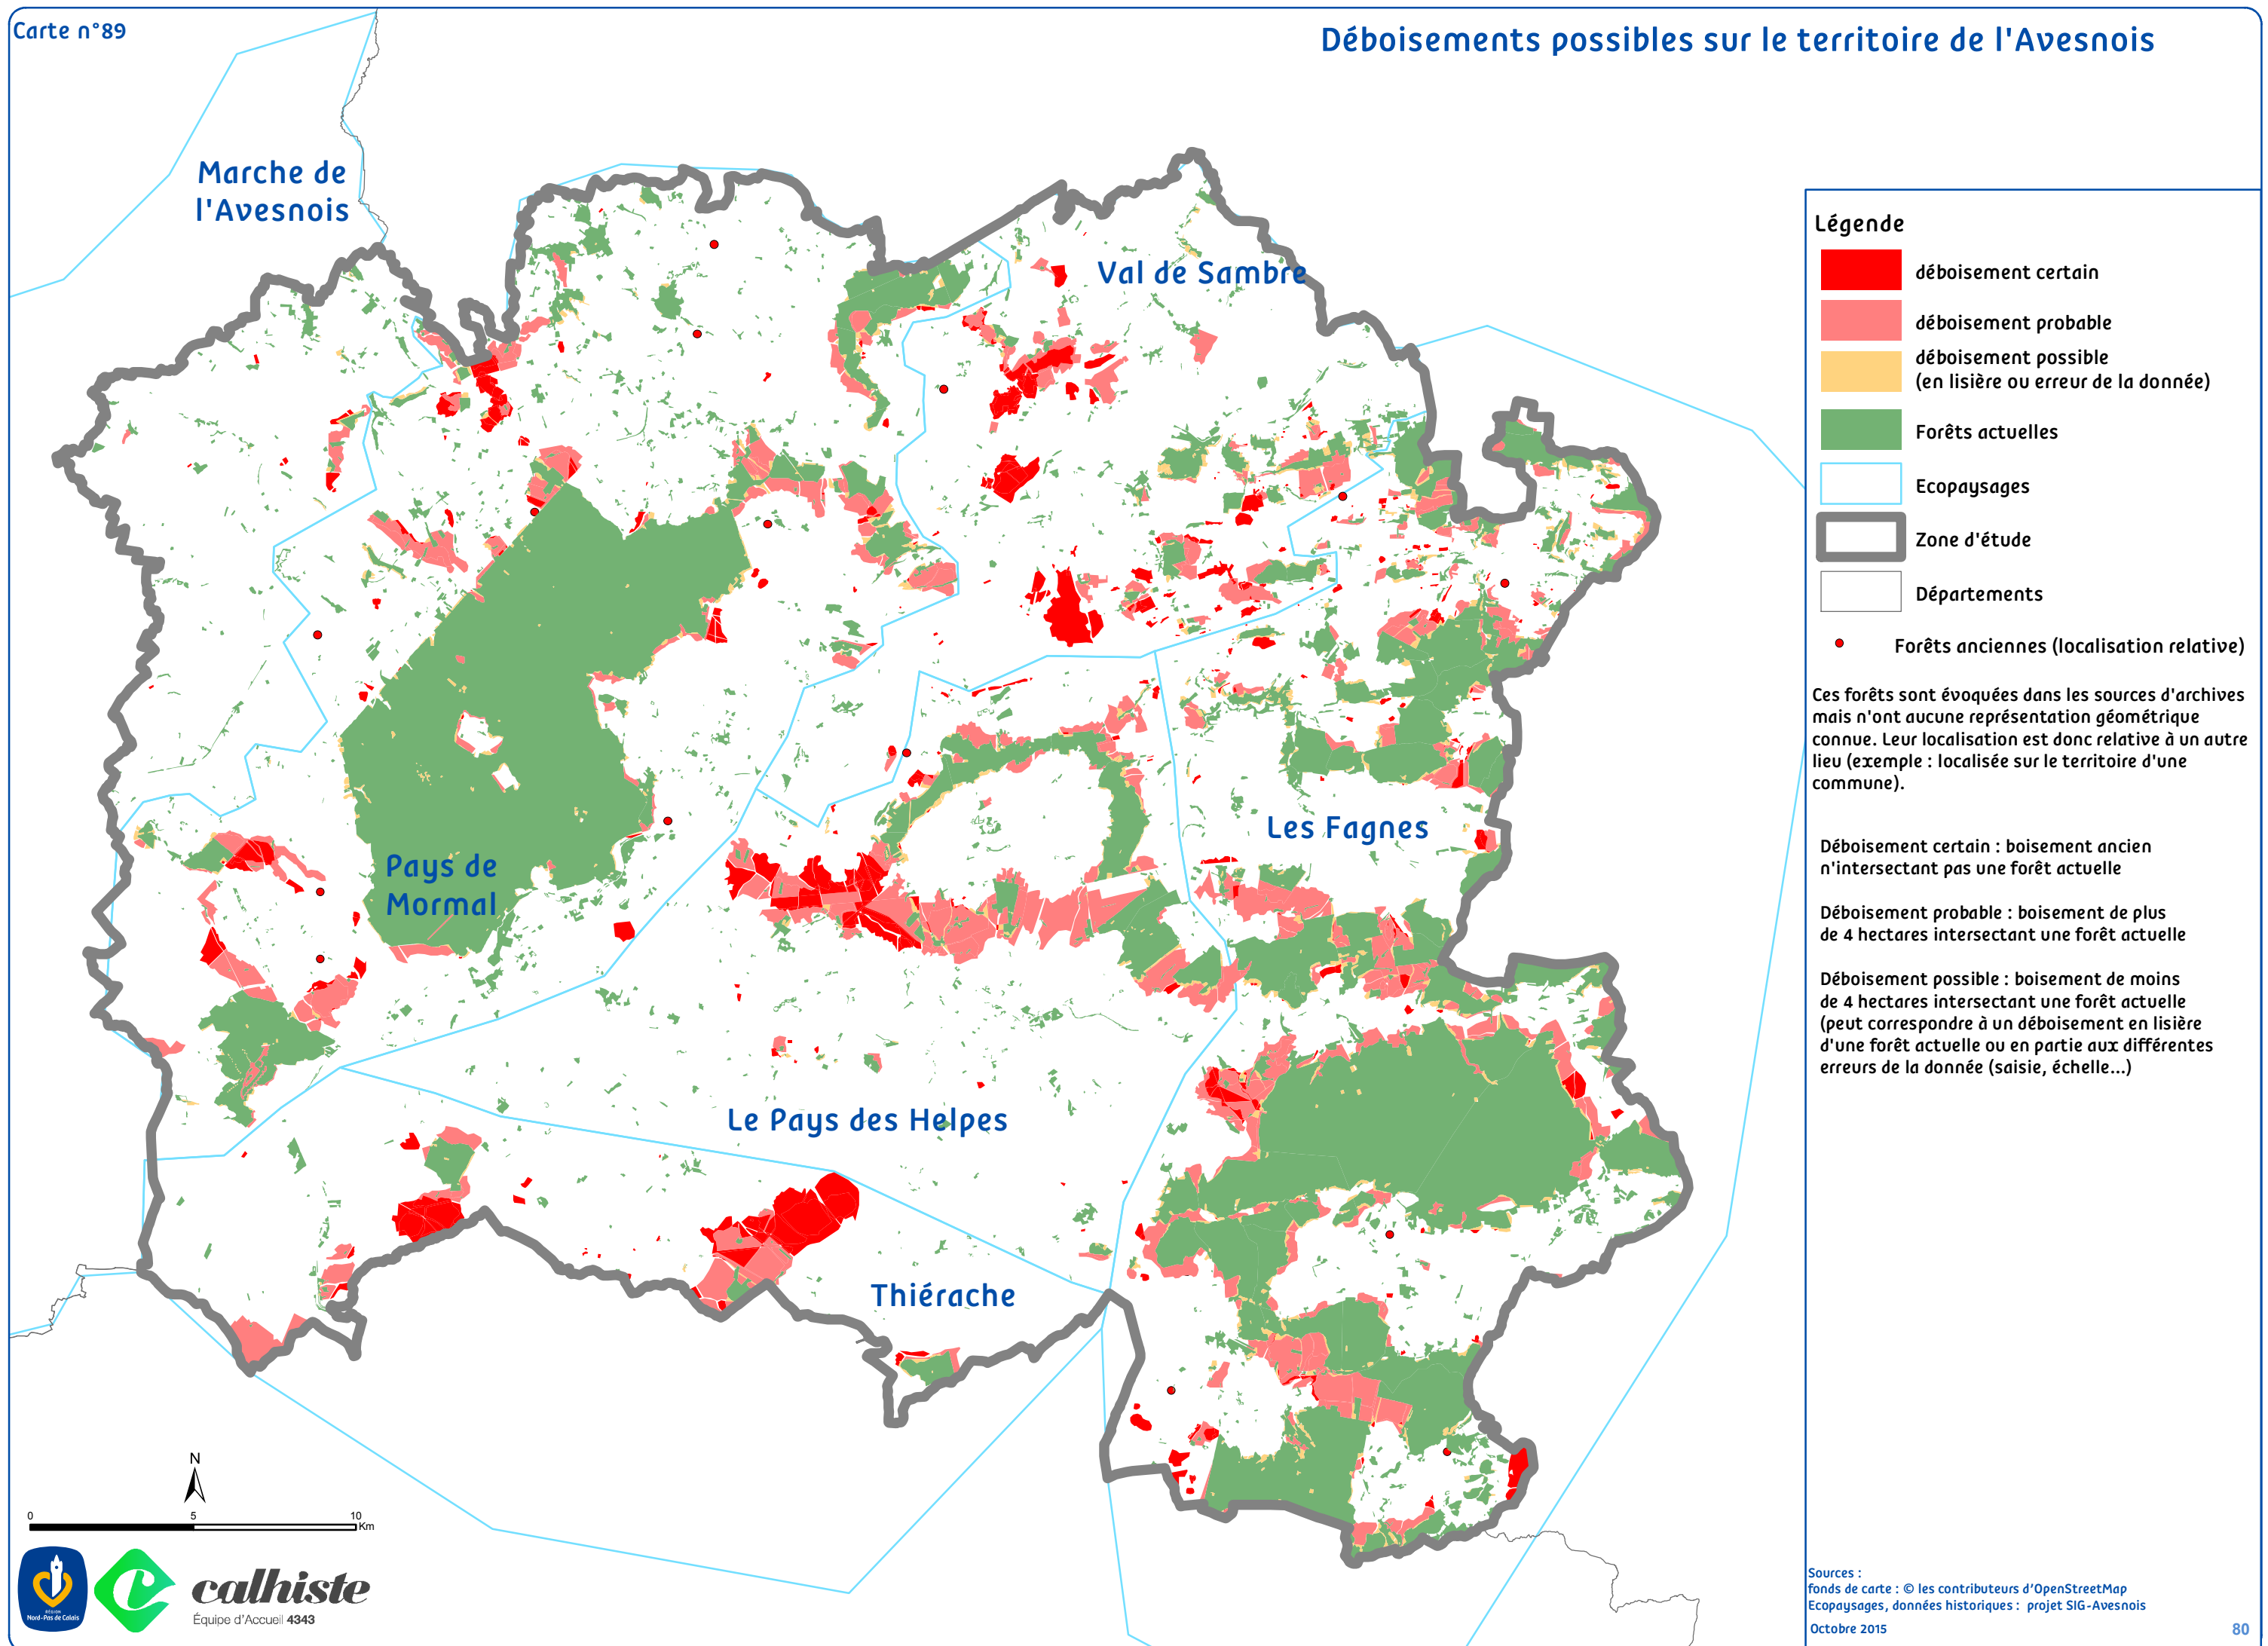 Carte n°89
Déboisements possibles sur le territoire de l'Avesnois
Marche de
l'Avesnois
Val de Sambre
Pays de
Mormal
Les Fagnes
Le Pays des Helpes
Thiérache
Légende
déboisement certain
déboisement probable
déboisement possible
(en lisière ou erreur de la donnée)
Forêts actuelles
Ecopaysages
Zone d'étude
Départements
Forêts anciennes (localisation relative)
Ces forêts sont évoquées dans les sources d'archives
mais n'ont aucune représentation géométrique
connue. Leur localisation est donc relative à un autre
lieu (exemple : localisée sur le territoire d'une
commune).
Déboisement certain : boisement ancien
n'intersectant pas une forêt actuelle
Déboisement probable : boisement de plus
de 4 hectares intersectant une forêt actuelle
Déboisement possible : boisement de moins
de 4 hectares intersectant une forêt actuelle
(peut correspondre à un déboisement en lisière
d'une forêt actuelle ou en partie aux différentes
erreurs de la donnée (saisie, échelle...)
N
0 5 10
Km
RÉGION
Nord-Pas de Calais
calhiste
Équipe d'Accueil 4343
Sources :
fonds de carte : © les contributeurs d'OpenStreetMap
Ecopaysages, données historiques : projet SIG-Avesnois
Octobre 2015
80